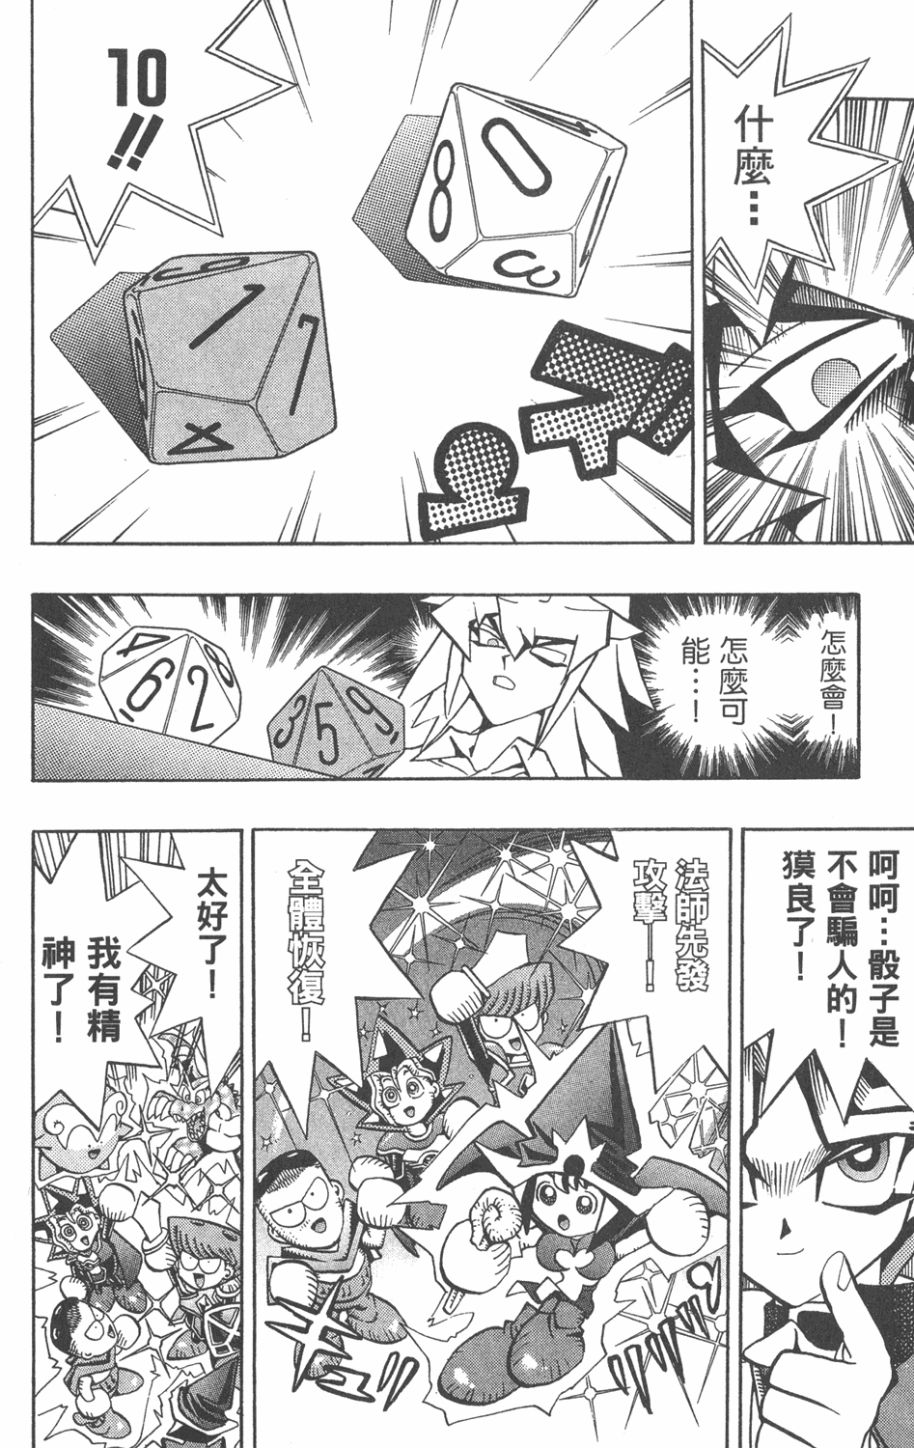 什麼…
10!!
怎麼會！
怎麼可
能…！
呵呵…骰子是
不會騙人的！
獏良了！
法師先發
攻擊—！
全體恢復！
太好了！
我有精
神了！